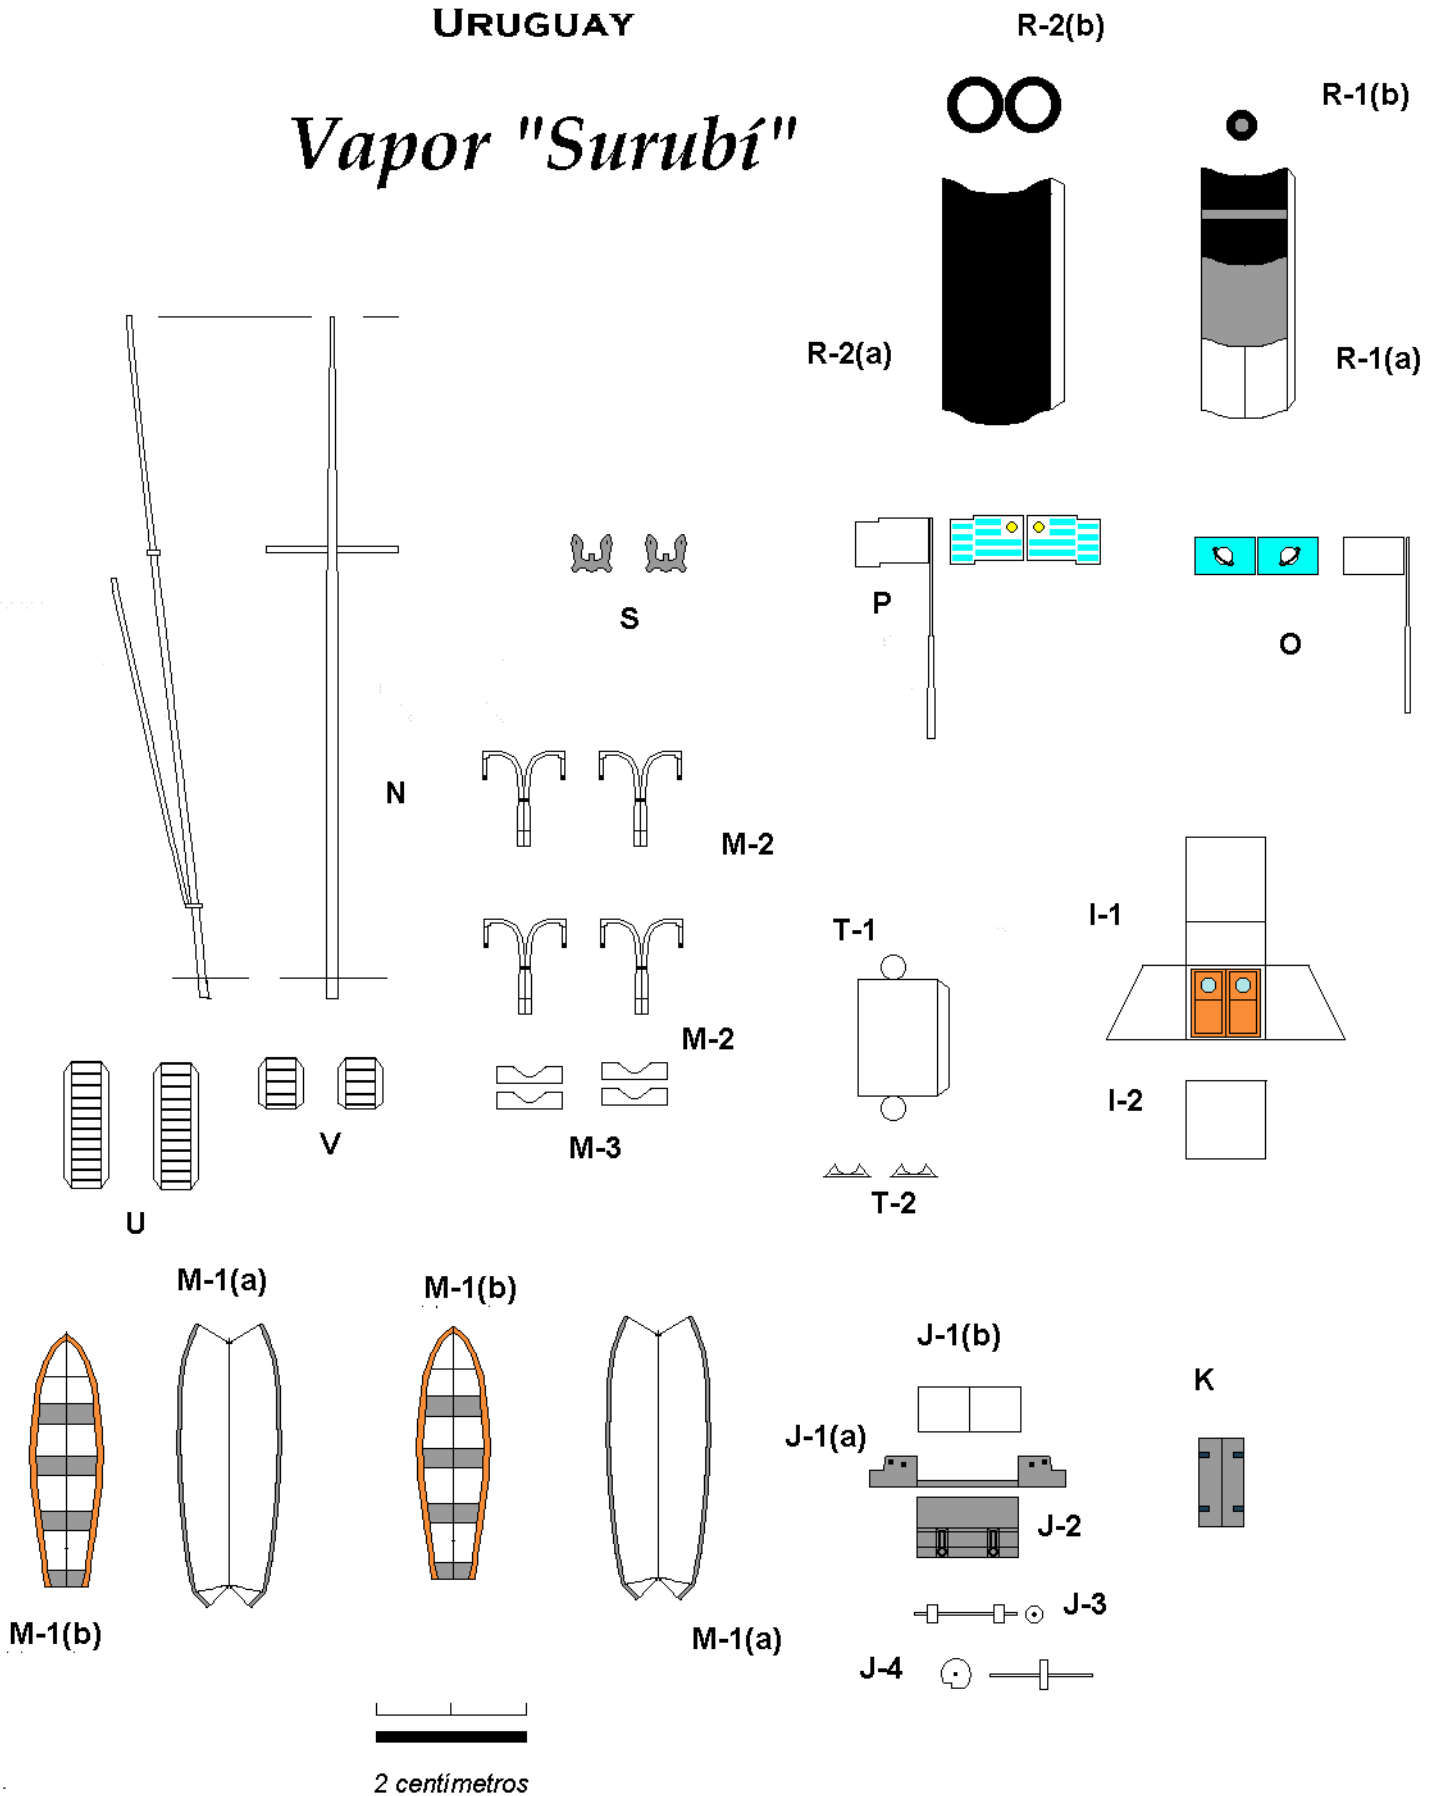 URUGUAY
R-2(b)
Vapor "Surubí"
R-1(b)
R-2(a)
R-1(a)
S
P
O
N
M-2
T-1
I-1
M-2
I-2
V
M-3
T-2
U
M-1(a)
M-1(b)
J-1(b)
K
J-1(a)
J-2
J-3
M-1(b)
M-1(a)
J-4
2 centímetros